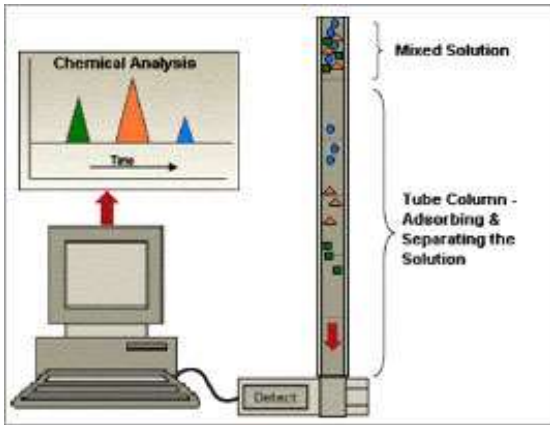 Chemical Analysis
Time
Mixed Solution
Tube Column -
Adsorbing &
Separating the
Solution
Detect